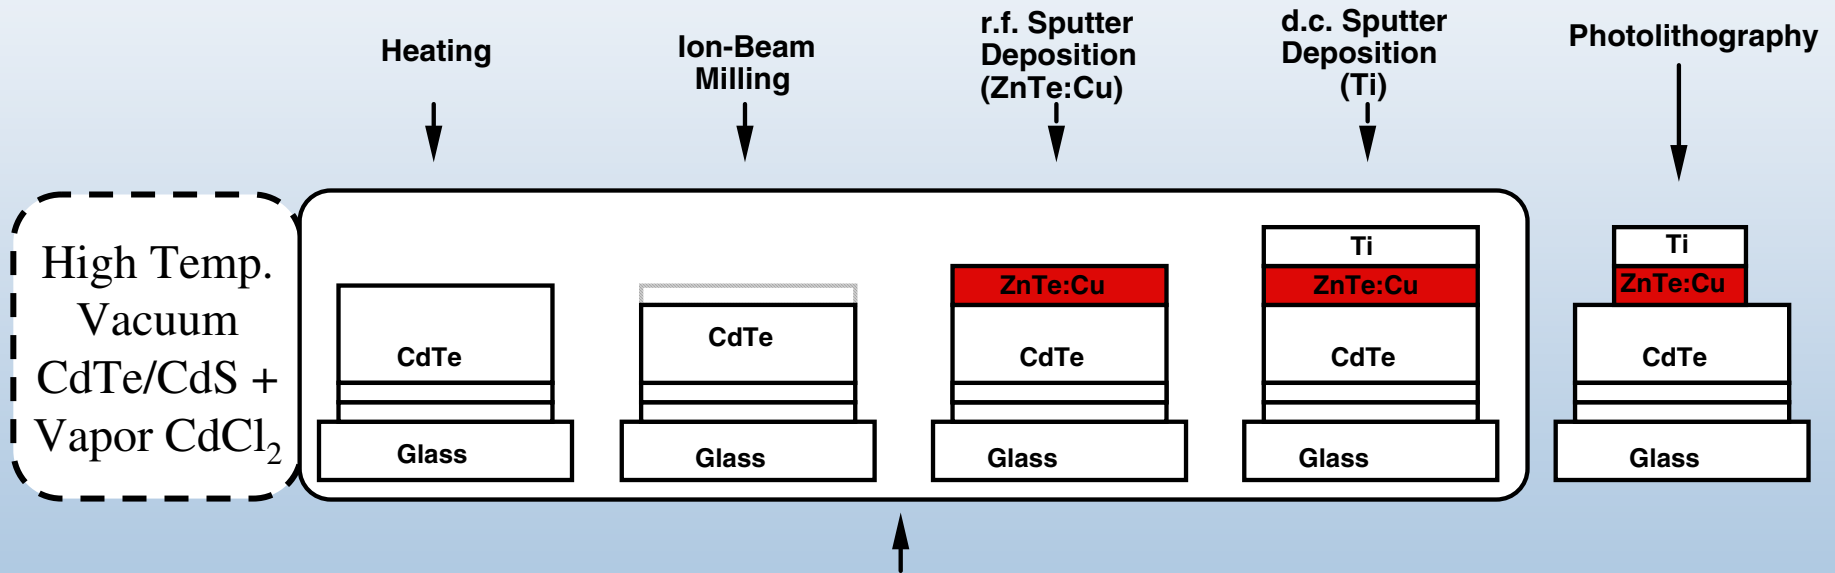 Heating
Ion-Beam
Milling
r.f. Sputter
Deposition
(ZnTe:Cu)
d.c. Sputter
Deposition
(Ti)
Photolithography
High Temp.
Vacuum
CdTe/CdS +
Vapor CdCl₂
CdTe
Glass
CdTe
Glass
ZnTe:Cu
CdTe
Glass
Ti
ZnTe:Cu
CdTe
Glass
Ti
ZnTe:Cu
CdTe
Glass